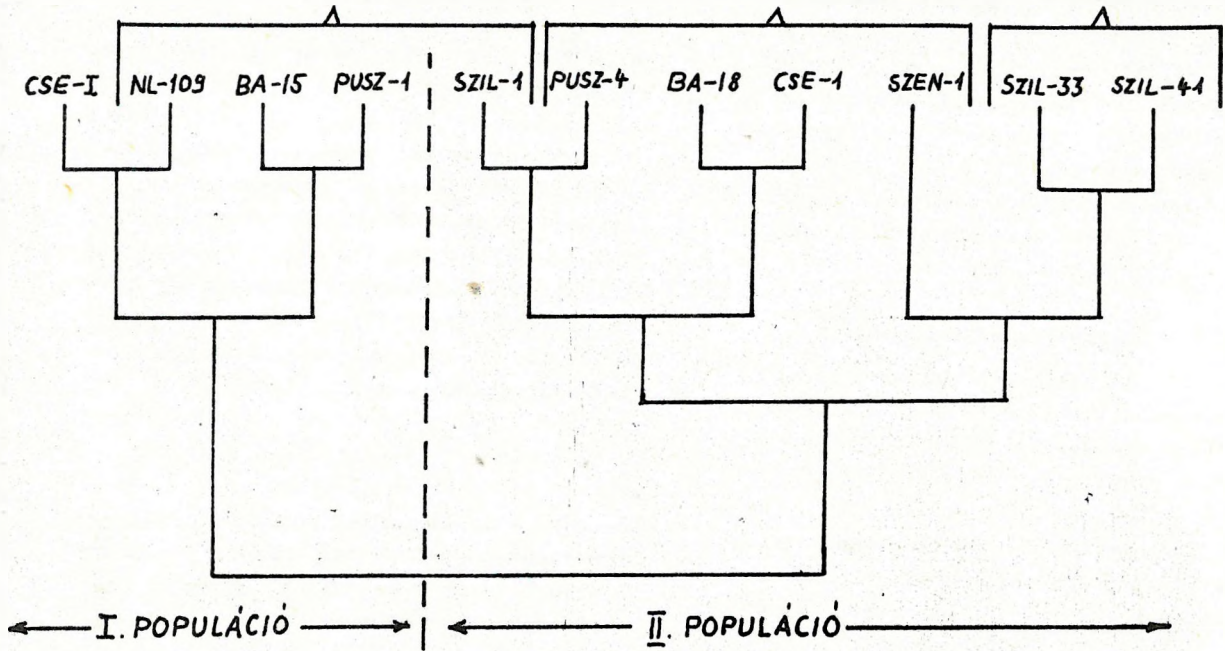 CSE-I NL-109 BA-15 PUSZ-1 SZIL-1 PUSZ-4 BA-18 CSE-1 SZEN-1 SZIL-33 SZIL-41
I. POPULÁCIÓ II. POPULÁCIÓ